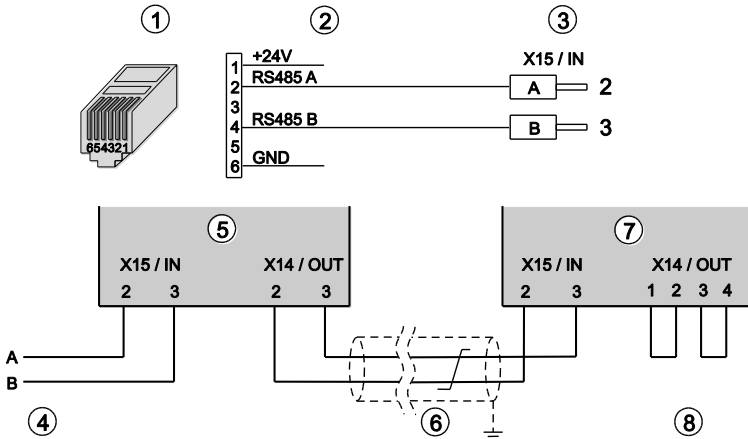 1 2 3
+24V
X15 / IN
1
RS485 A
2
A 2
3
RS485 B
4
B 3
5
GND
6
654321
5 7
X15 / IN X14 / OUT X15 / IN X14 / OUT
2 3 2 3 2 3 1 2 3 4
A
B
4 6 8